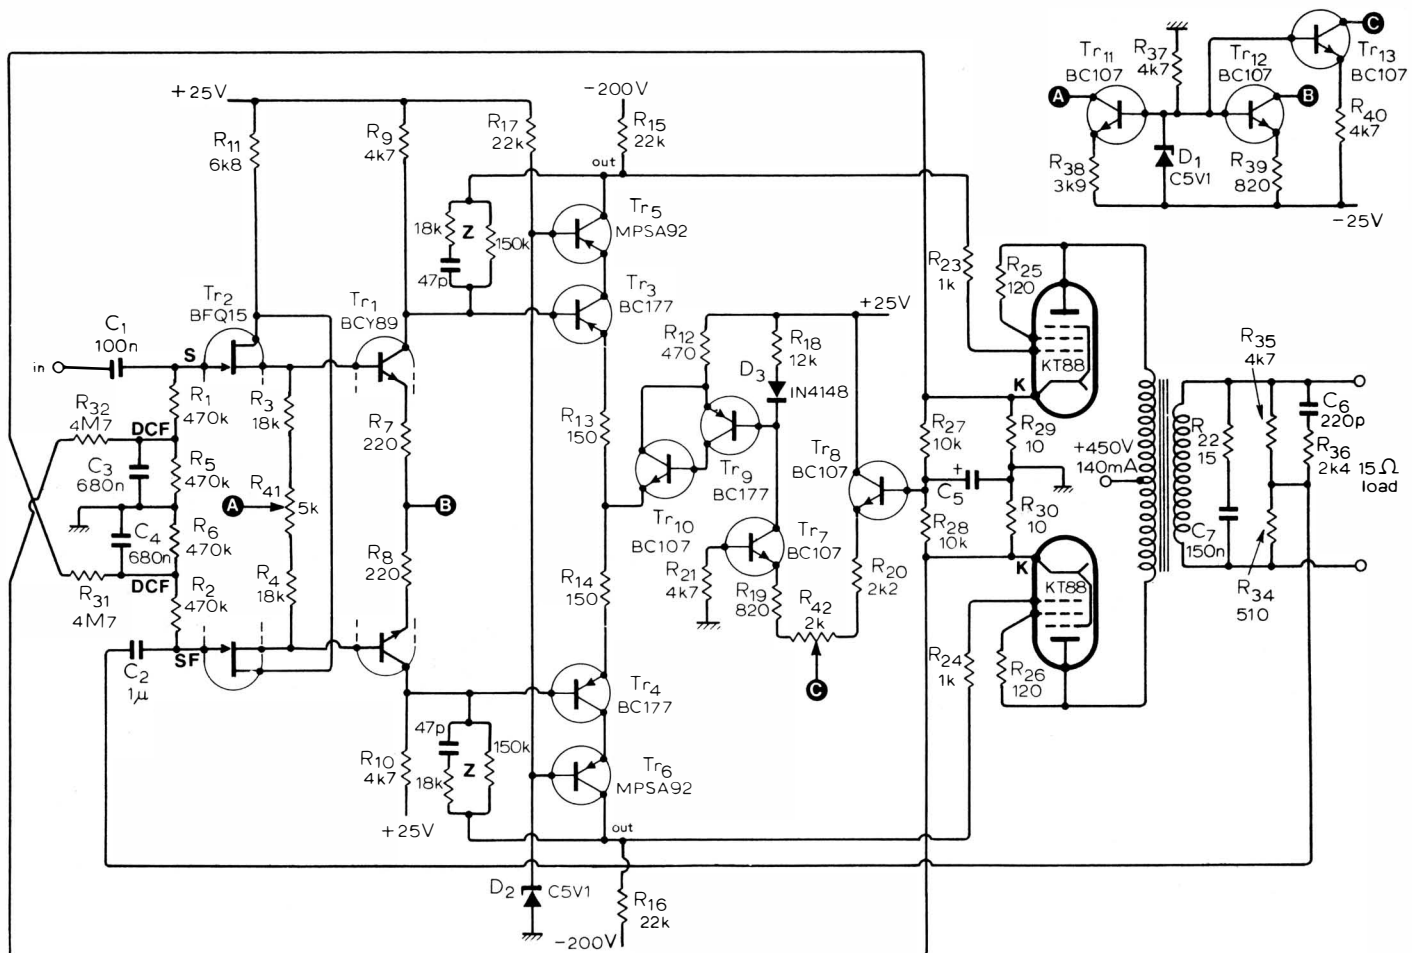 +25V
R11
6k8
R9
4k7
R17
22k
-200V
R15
22k
out
Tr5
MPSA92
18k
Z
150k
47p
Tr3
BC177
Tr2
BFQ15
Tr1
BCY89
C1
100n
in
S
R1
470k
R3
18k
R32
4M7
DCF
C3
680n
R5
470k
R41
5k
A
R7
220
B
C4
680n
R6
470k
R8
220
DCF
R31
4M7
R2
470k
R4
18k
SF
C2
1μ
R10
4k7
+25V
47p
Z
150k
18k
R13
150
R14
150
Tr4
BC177
Tr6
MPSA92
out
D2
C5V1
R16
22k
-200V
R12
470
R18
12k
D3
IN4148
+25V
Tr9
BC177
Tr8
BC107
Tr10
BC107
Tr7
BC107
R21
4k7
R19
820
R42
2k
R20
2k2
C
R23
1k
R25
120
KT88
K
R27
10k
R29
10
C5
+
R28
10k
R30
10
K
KT88
R24
1k
R26
120
+450V
140mA
R22
15
C7
150n
R35
4k7
R34
510
C6
220p
R36
2k4
15Ω
load
Tr11
BC107
R37
4k7
Tr12
BC107
Tr13
BC107
C
A
B
R38
3k9
D1
C5V1
R39
820
R40
4k7
-25V